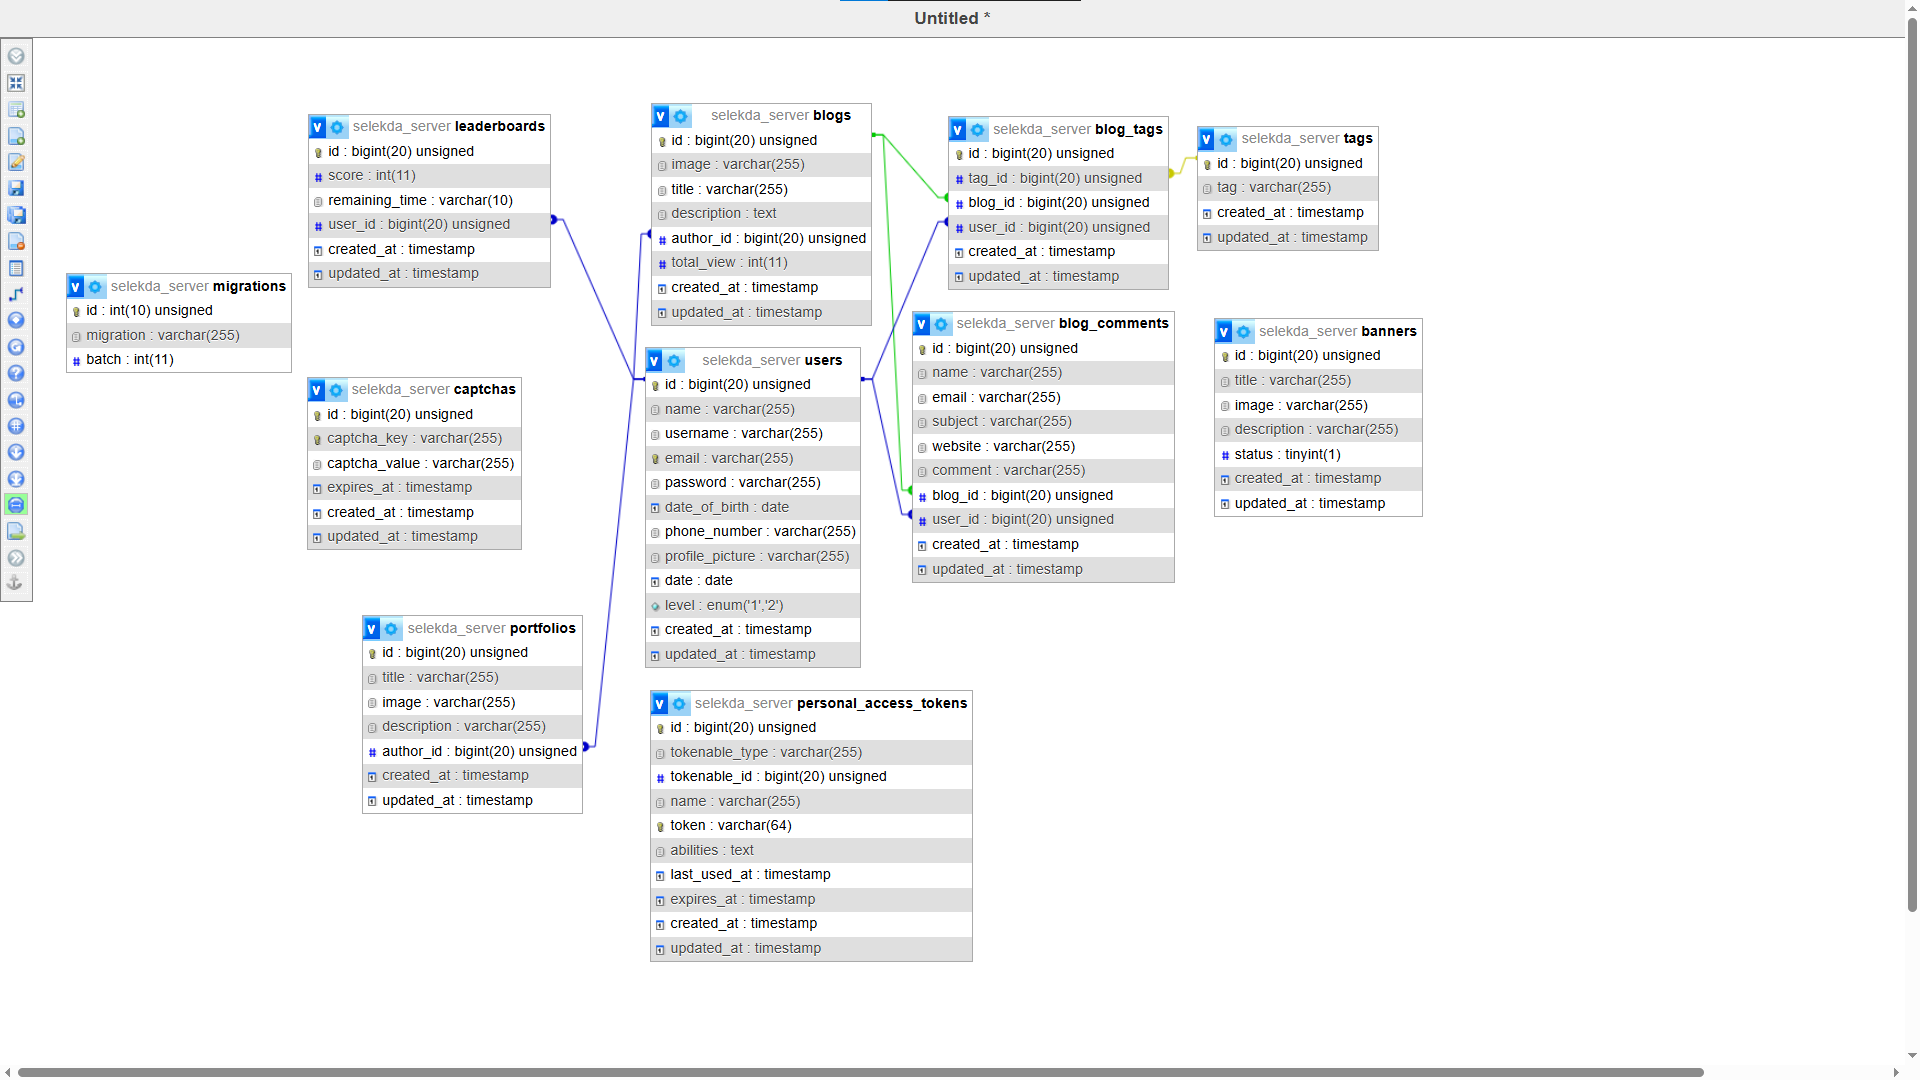 Untitled *
selekda_server migrations
id : int(10) unsigned
migration : varchar(255)
batch : int(11)
selekda_server leaderboards
id : bigint(20) unsigned
score : int(11)
remaining_time : varchar(10)
user_id : bigint(20) unsigned
created_at : timestamp
updated_at : timestamp
selekda_server captchas
id : bigint(20) unsigned
captcha_key : varchar(255)
captcha_value : varchar(255)
expires_at : timestamp
created_at : timestamp
updated_at : timestamp
selekda_server portfolios
id : bigint(20) unsigned
title : varchar(255)
image : varchar(255)
description : varchar(255)
author_id : bigint(20) unsigned
created_at : timestamp
updated_at : timestamp
selekda_server blogs
id : bigint(20) unsigned
image : varchar(255)
title : varchar(255)
description : text
author_id : bigint(20) unsigned
total_view : int(11)
created_at : timestamp
updated_at : timestamp
selekda_server users
id : bigint(20) unsigned
name : varchar(255)
username : varchar(255)
email : varchar(255)
password : varchar(255)
date_of_birth : date
phone_number : varchar(255)
profile_picture : varchar(255)
date : date
level : enum('1','2')
created_at : timestamp
updated_at : timestamp
selekda_server personal_access_tokens
id : bigint(20) unsigned
tokenable_type : varchar(255)
tokenable_id : bigint(20) unsigned
name : varchar(255)
token : varchar(64)
abilities : text
last_used_at : timestamp
expires_at : timestamp
created_at : timestamp
updated_at : timestamp
selekda_server blog_tags
id : bigint(20) unsigned
tag_id : bigint(20) unsigned
blog_id : bigint(20) unsigned
user_id : bigint(20) unsigned
created_at : timestamp
updated_at : timestamp
selekda_server blog_comments
id : bigint(20) unsigned
name : varchar(255)
email : varchar(255)
subject : varchar(255)
website : varchar(255)
comment : varchar(255)
blog_id : bigint(20) unsigned
user_id : bigint(20) unsigned
created_at : timestamp
updated_at : timestamp
selekda_server tags
id : bigint(20) unsigned
tag : varchar(255)
created_at : timestamp
updated_at : timestamp
selekda_server banners
id : bigint(20) unsigned
title : varchar(255)
image : varchar(255)
description : varchar(255)
status : tinyint(1)
created_at : timestamp
updated_at : timestamp